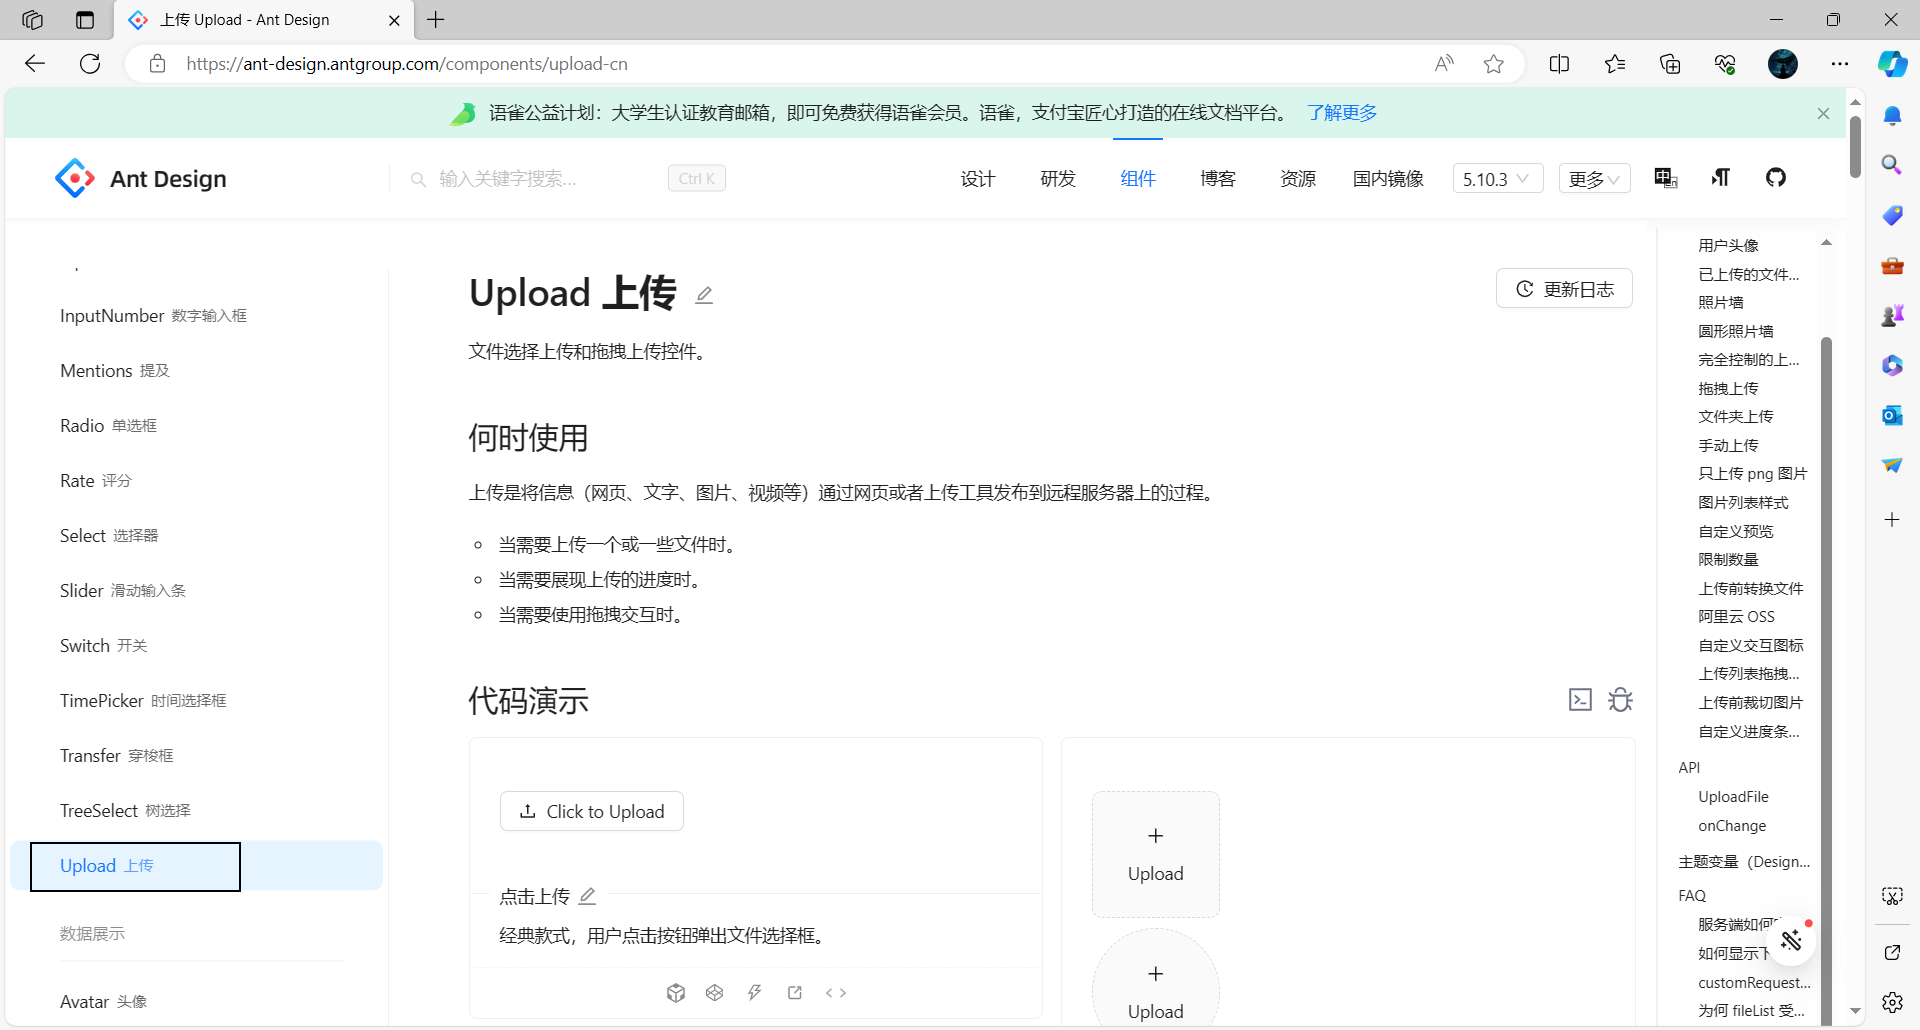 上传 Upload - Ant Design
https://ant-design.antgroup.com/components/upload-cn
语雀公益计划：大学生认证教育邮箱，即可免费获得语雀会员。语雀，支付宝匠心打造的在线文档平台。 了解更多
Ant Design
输入关键字搜索...
Ctrl K
设计
研发
组件
博客
资源
国内镜像
5.10.3
更多
InputNumber 数字输入框
Mentions 提及
Radio 单选框
Rate 评分
Select 选择器
Slider 滑动输入条
Switch 开关
TimePicker 时间选择框
Transfer 穿梭框
TreeSelect 树选择
Upload 上传
数据展示
Avatar 头像
Upload 上传
更新日志
文件选择上传和拖拽上传控件。
何时使用
上传是将信息（网页、文字、图片、视频等）通过网页或者上传工具发布到远程服务器上的过程。
当需要上传一个或一些文件时。
当需要展现上传的进度时。
当需要使用拖拽交互时。
代码演示
Click to Upload
点击上传
经典款式，用户点击按钮弹出文件选择框。
Upload
Upload
用户头像
已上传的文件...
照片墙
圆形照片墙
完全控制的上...
拖拽上传
文件夹上传
手动上传
只上传 png 图片
图片列表样式
自定义预览
限制数量
上传前转换文件
阿里云 OSS
自定义交互图标
上传列表拖拽...
上传前裁切图片
自定义进度条...
API
UploadFile
onChange
主题变量（Design...
FAQ
服务端如何
如何显示下
customRequest...
为何 fileList 受...